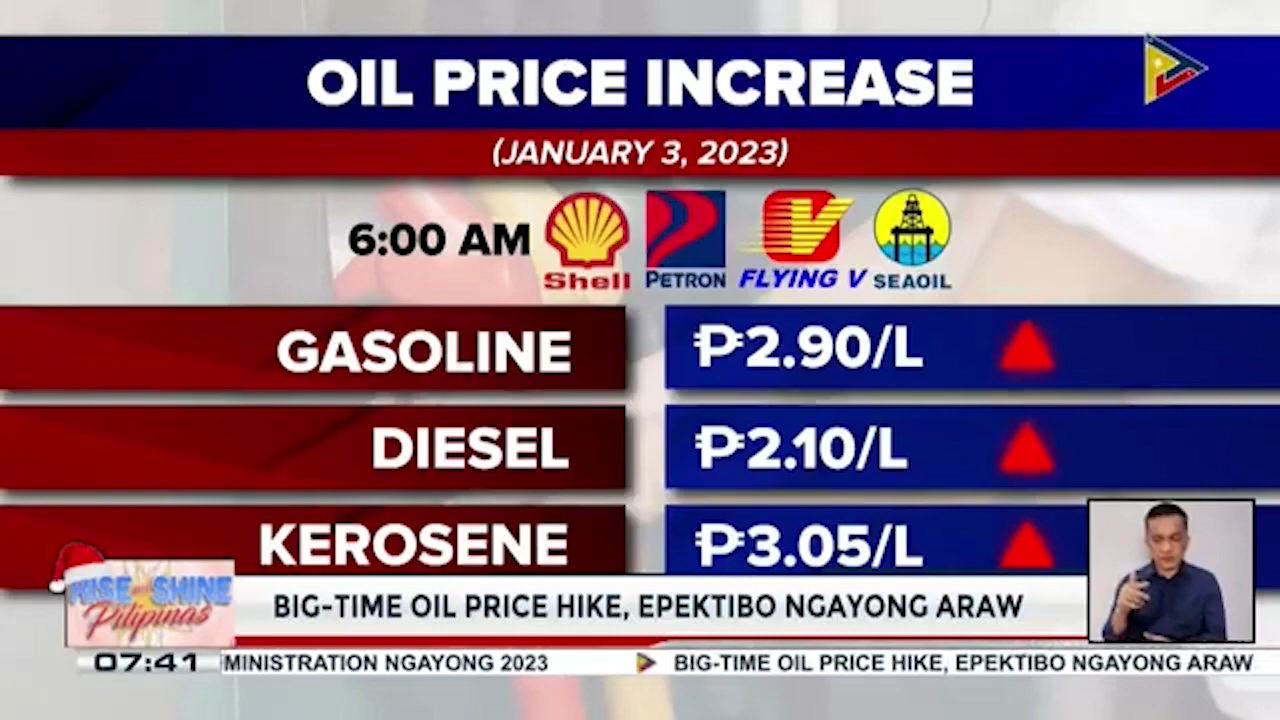 OIL PRICE INCREASE
(JANUARY 3, 2023)
6:00 AM
Shell
PETRON
FLYING V
SEAOIL
GASOLINE ₱2.90/L
DIESEL ₱2.10/L
KEROSENE ₱3.05/L
RISE AND SHINE
Pilipinas
BIG-TIME OIL PRICE HIKE, EPEKTIBO NGAYONG ARAW
07:41 MINISTRATION NGAYONG 2023 BIG-TIME OIL PRICE HIKE, EPEKTIBO NGAYONG ARAW